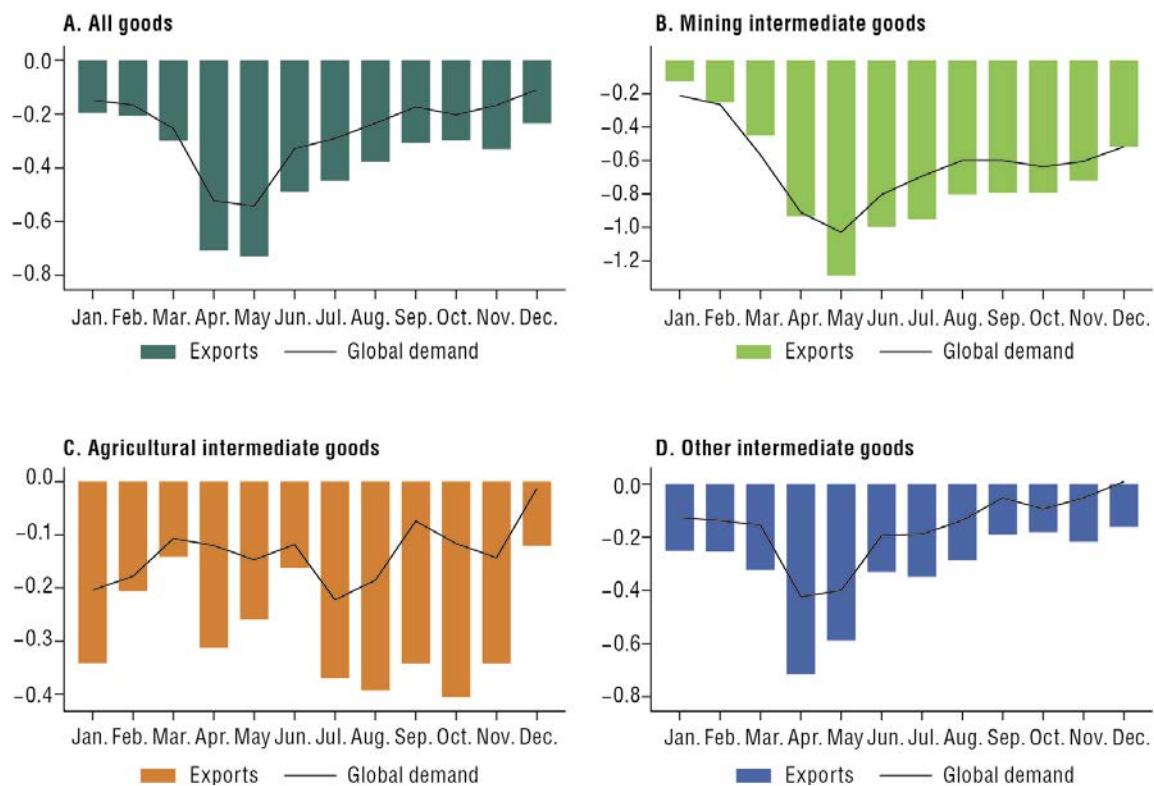 A. All goods
0.0
−0.2
−0.4
−0.6
−0.8
Jan. Feb. Mar. Apr. May Jun. Jul. Aug. Sep. Oct. Nov. Dec.
Exports Global demand
B. Mining intermediate goods
−0.2
−0.4
−0.6
−0.8
−1.0
−1.2
Jan. Feb. Mar. Apr. May Jun. Jul. Aug. Sep. Oct. Nov. Dec.
Exports Global demand
C. Agricultural intermediate goods
0.0
−0.1
−0.2
−0.3
−0.4
Jan. Feb. Mar. Apr. May Jun. Jul. Aug. Sep. Oct. Nov. Dec.
Exports Global demand
D. Other intermediate goods
0.0
−0.2
−0.4
−0.6
−0.8
Jan. Feb. Mar. Apr. May Jun. Jul. Aug. Sep. Oct. Nov. Dec.
Exports Global demand